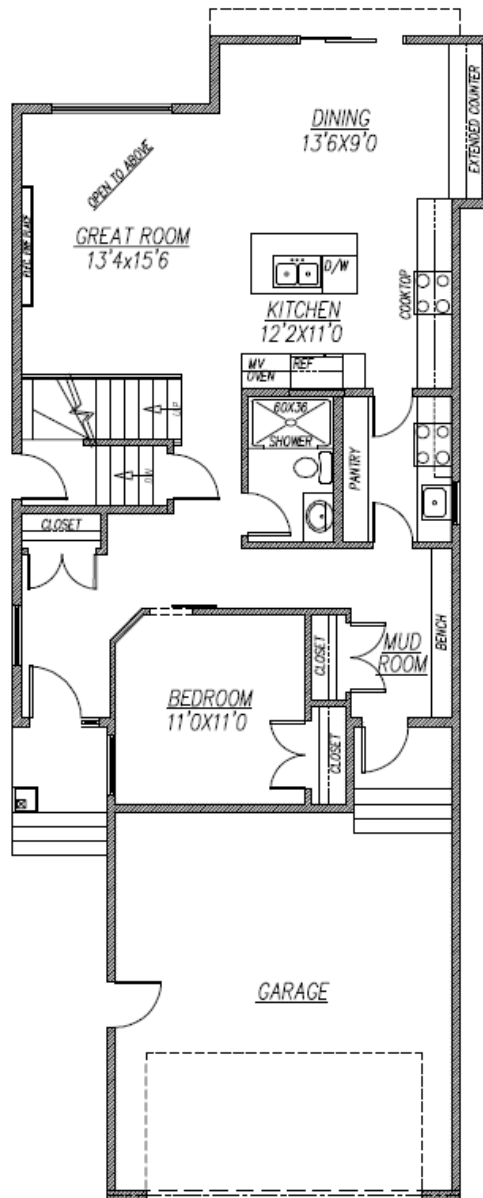 DINING
13'6X9'0
EXTENDED COUNTER
OPEN TO ABOVE
GREAT ROOM
13'4x15'6
FIRE PLACE
D/W
KITCHEN
12'2X11'0
COOKTOP
MV
OVEN
REF
UP
60X36
SHOWER
PANTRY
DN
CLOSET
BENCH
MUD
ROOM
CLOSET
BEDROOM
11'0X11'0
CLOSET
GARAGE